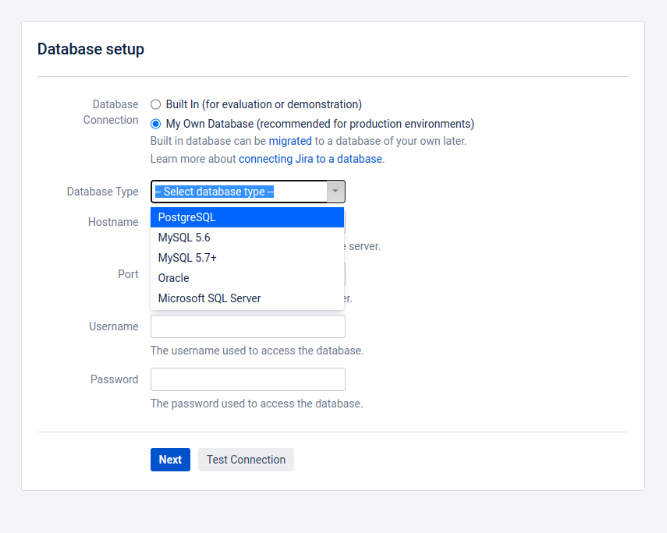 Database setup
Database Connection
Built In (for evaluation or demonstration)
My Own Database (recommended for production environments)
Built in database can be migrated to a database of your own later.
Learn more about connecting Jira to a database.
Database Type
– Select database type –
PostgreSQL
MySQL 5.6
MySQL 5.7+
Oracle
Microsoft SQL Server
Hostname
server.
Port
Username
The username used to access the database.
Password
The password used to access the database.
Next
Test Connection